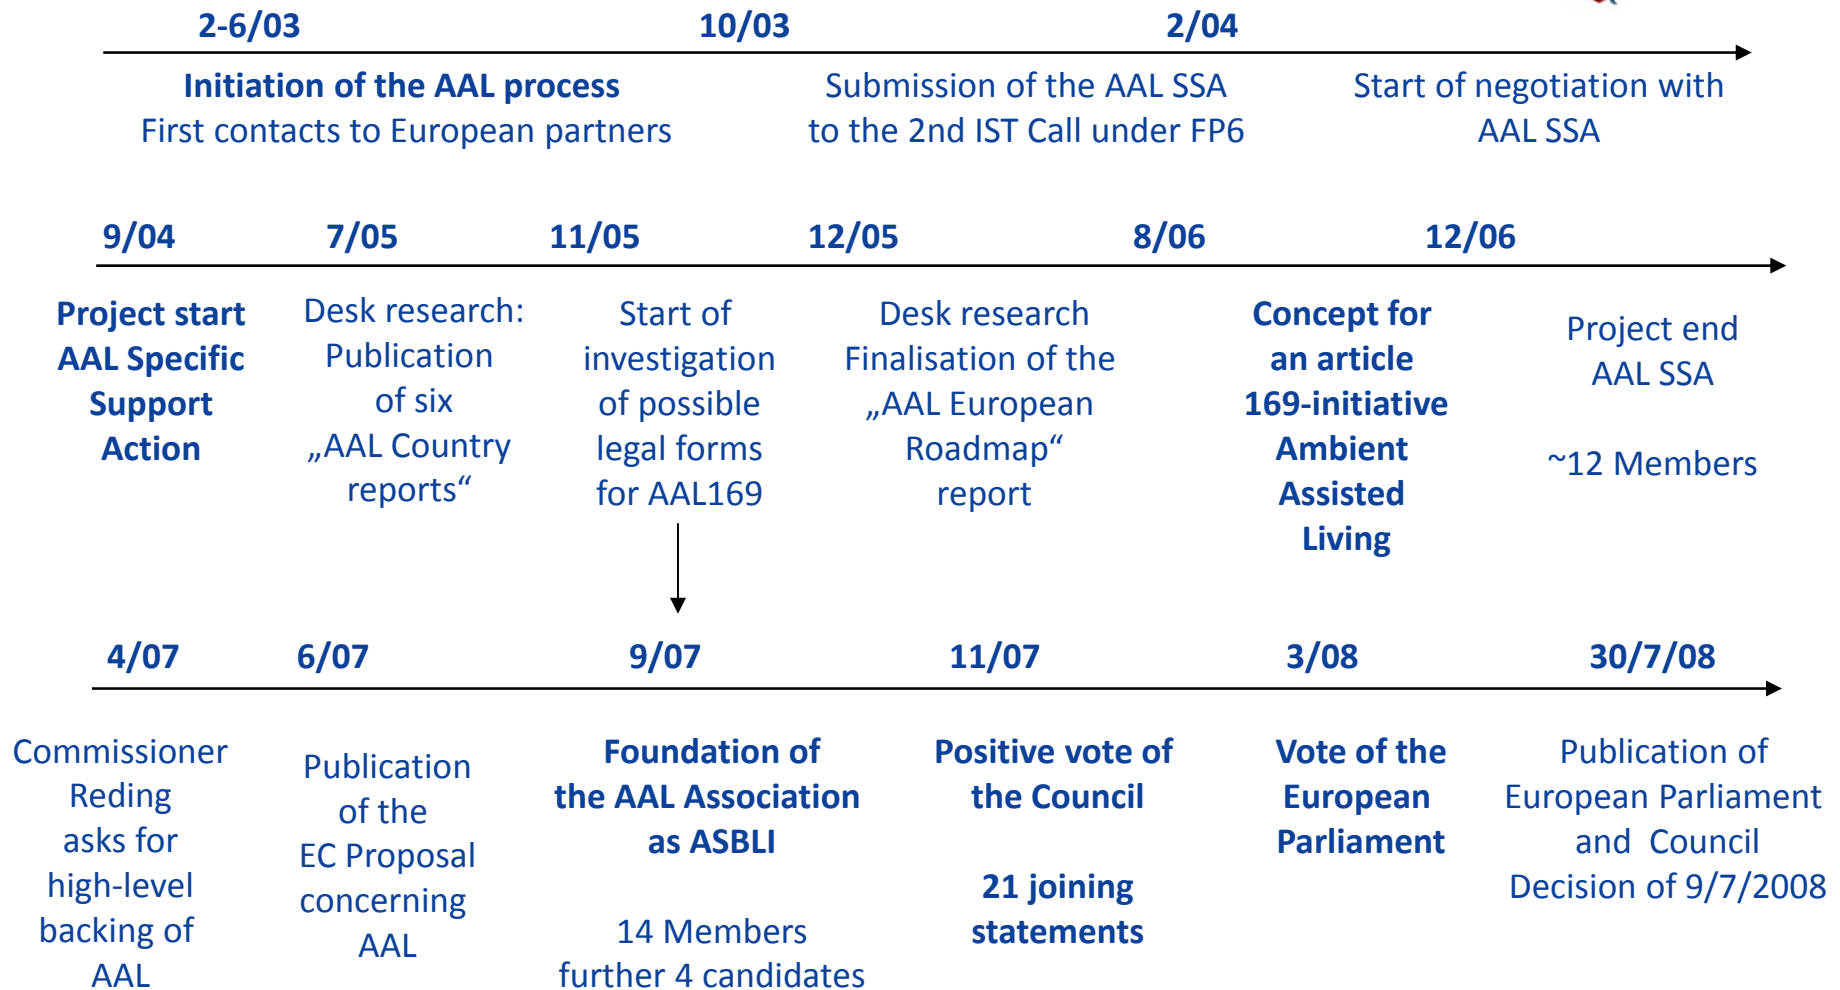 2-6/03
10/03
2/04
Initiation of the AAL process
First contacts to European partners
Submission of the AAL SSA
to the 2nd IST Call under FP6
Start of negotiation with
AAL SSA
9/04
7/05
11/05
12/05
8/06
12/06
Project start
AAL Specific
Support
Action
Desk research:
Publication
of six
„AAL Country
reports“
Start of
investigation
of possible
legal forms
for AAL169
Desk research
Finalisation of the
„AAL European
Roadmap“
report
Concept for
an article
169-initiative
Ambient
Assisted
Living
Project end
AAL SSA
~12 Members
4/07
6/07
9/07
11/07
3/08
30/7/08
Commissioner
Reding
asks for
high-level
backing of
AAL
Publication
of the
EC Proposal
concerning
AAL
Foundation of
the AAL Association
as ASBLI
14 Members
further 4 candidates
Positive vote of
the Council
21 joining
statements
Vote of the
European
Parliament
Publication of
European Parliament
and Council
Decision of 9/7/2008